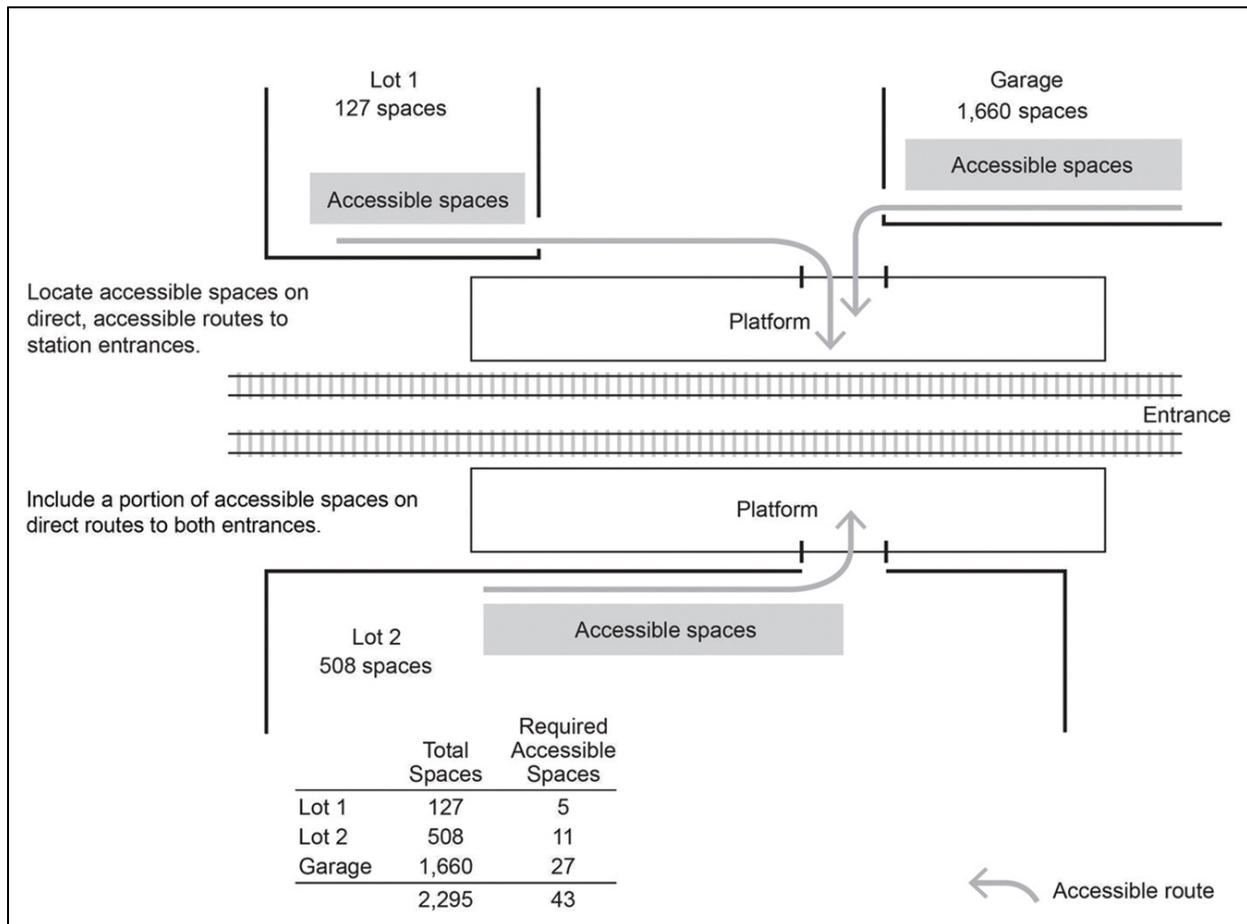 Lot 1
127 spaces
Garage
1,660 spaces
Accessible spaces
Accessible spaces
Locate accessible spaces on
direct, accessible routes to
station entrances.
Platform
Entrance
Include a portion of accessible spaces on
direct routes to both entrances.
Platform
Accessible spaces
Lot 2
508 spaces
Total Spaces Required Accessible Spaces
Lot 1 127 5
Lot 2 508 11
Garage 1,660 27
2,295 43
Accessible route